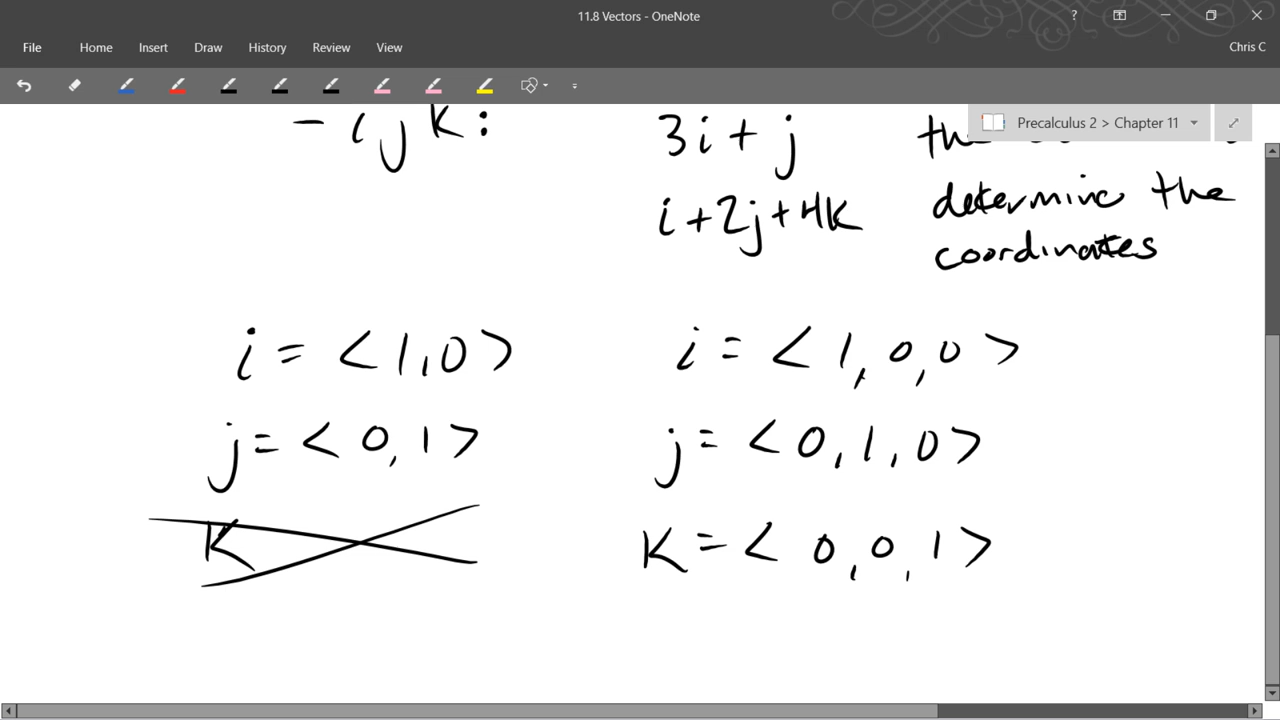 11.8 Vectors - OneNote
?
File Home Insert Draw History Review View
Chris C
Precalculus 2 > Chapter 11
- i j k :
3i + j
i + 2j + 4k
determine the
coordinates
i = < 1, 0 >
j = < 0, 1 >
K
i = < 1, 0, 0 >
j = < 0, 1, 0 >
K = < 0, 0, 1 >